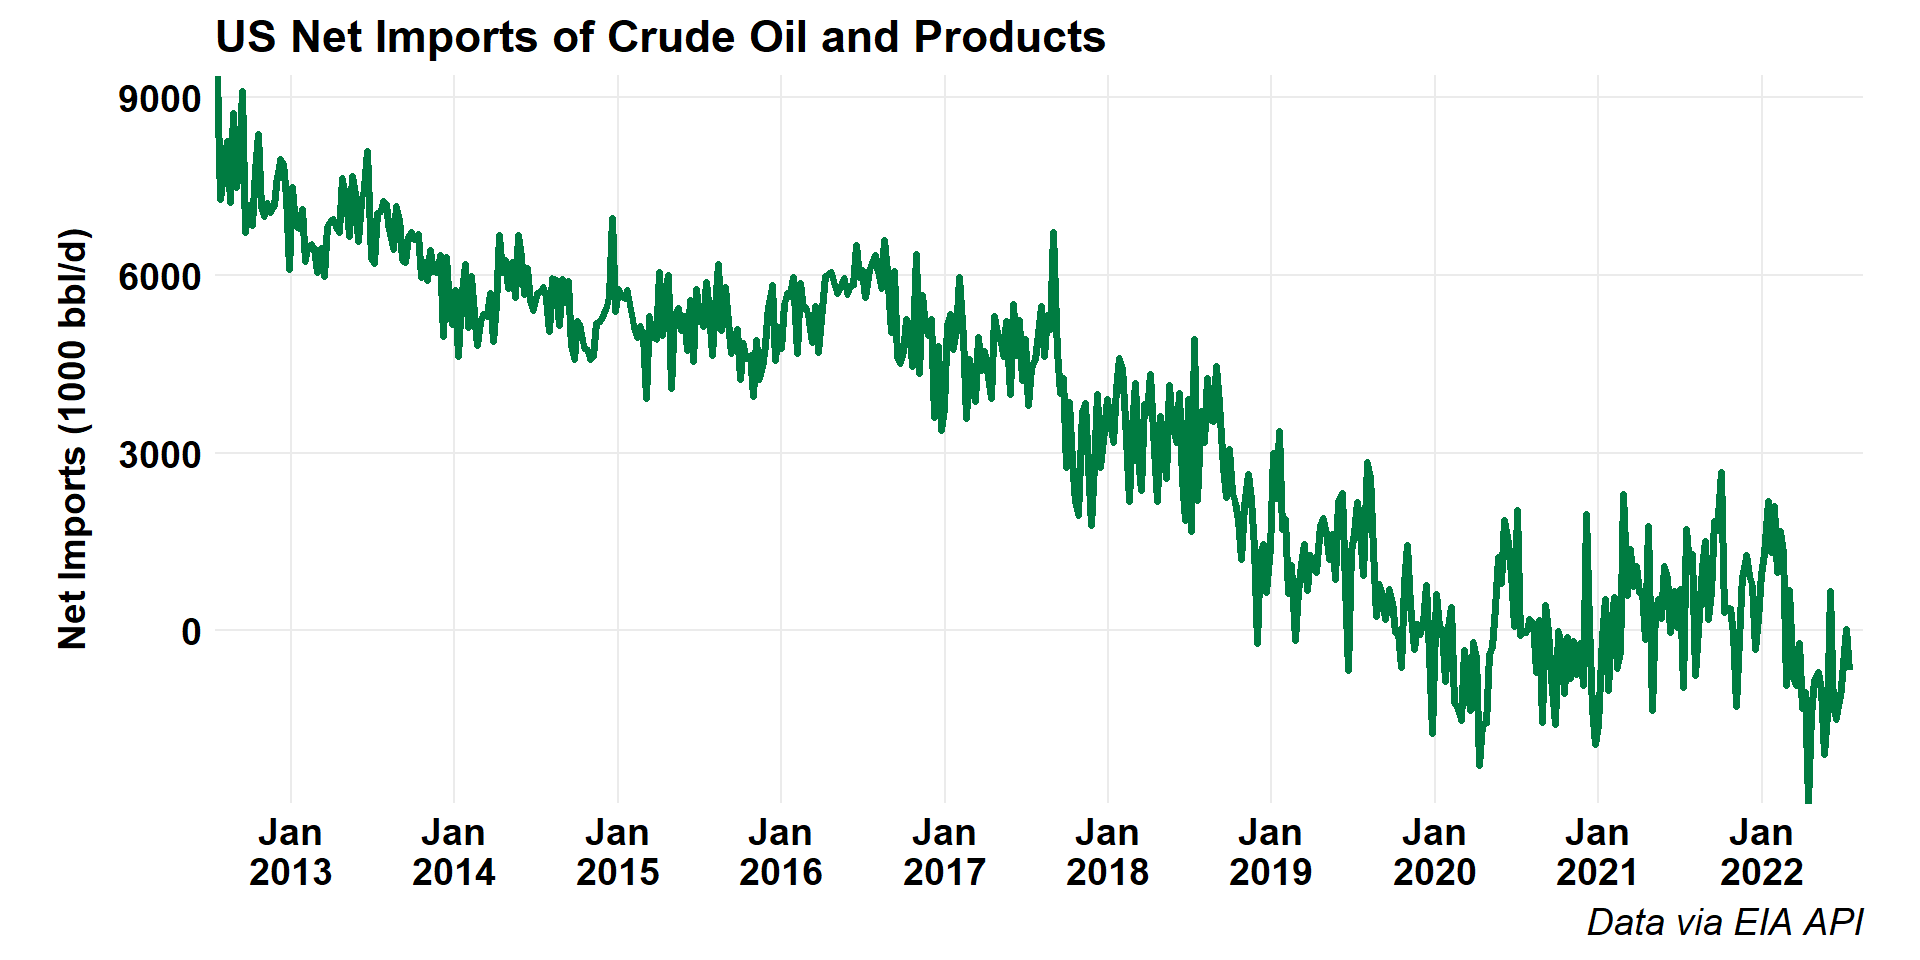 US Net Imports of Crude Oil and Products
Net Imports (1000 bbl/d)
9000
6000
3000
0
Jan Jan Jan Jan Jan Jan Jan Jan Jan Jan
2013 2014 2015 2016 2017 2018 2019 2020 2021 2022
Data via EIA API